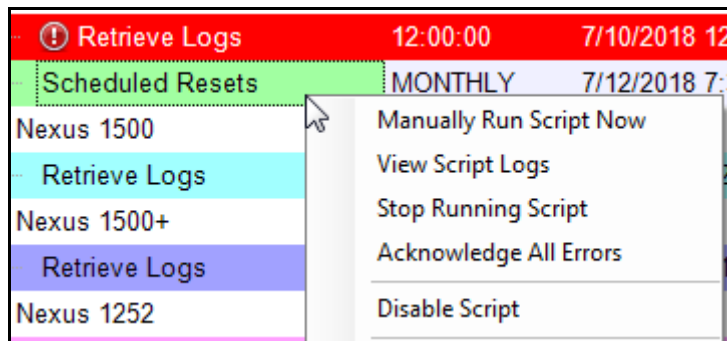 Retrieve Logs 12:00:00 7/10/2018 12
Scheduled Resets MONTHLY 7/12/2018 7:
Nexus 1500
Retrieve Logs
Nexus 1500+
Retrieve Logs
Nexus 1252
Manually Run Script Now
View Script Logs
Stop Running Script
Acknowledge All Errors
Disable Script